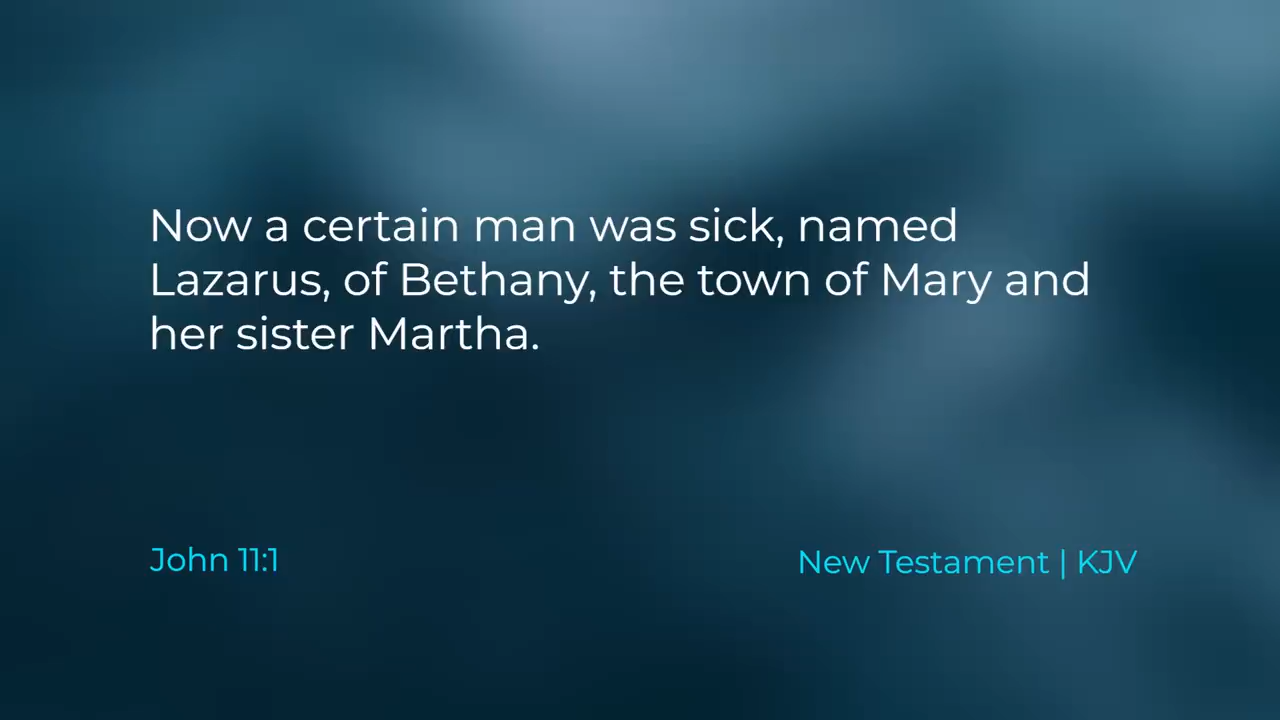 Now a certain man was sick, named
Lazarus, of Bethany, the town of Mary and
her sister Martha.
John 11:1
New Testament | KJV